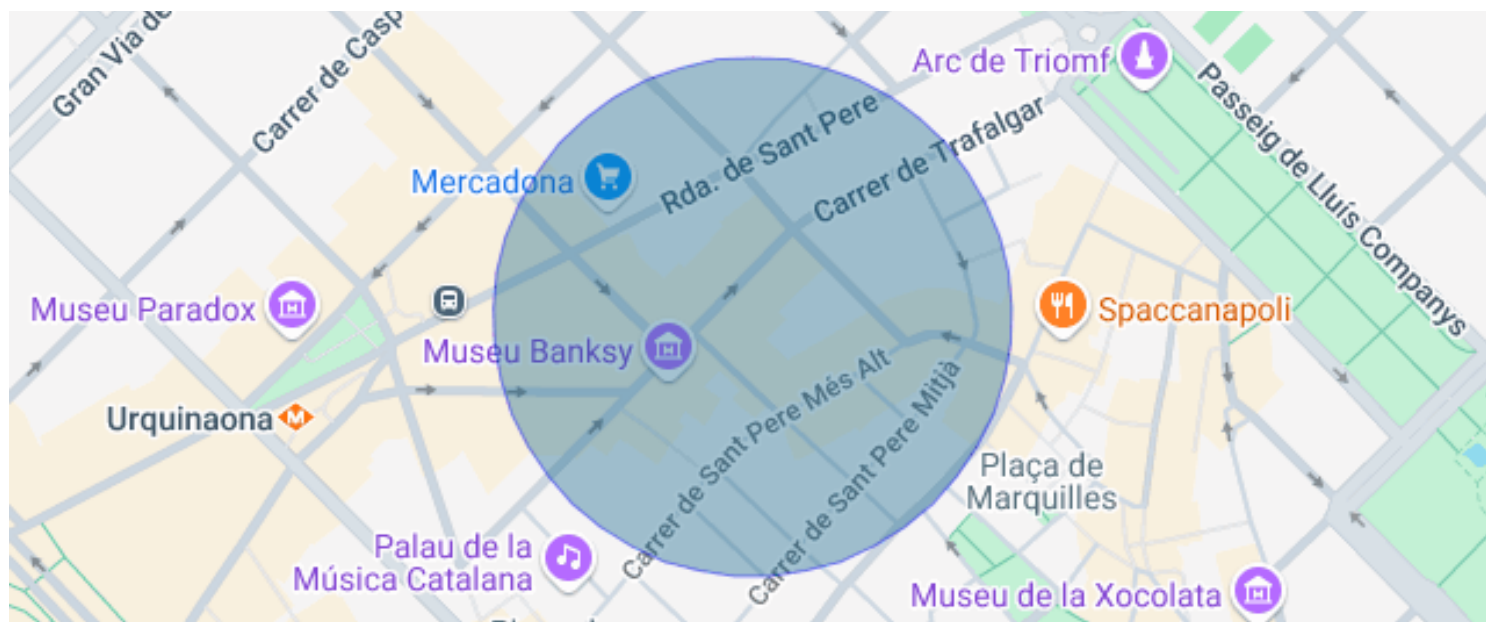 Gran Via de
Carrer de Casp
Arc de Triomf
Passeig de Lluís Companys
Mercadona
Rda. de Sant Pere
Carrer de Trafalgar
Museu Paradox
Spaccanapoli
Museu Banksy
Urquinaona
Carrer de Sant Pere Més Alt
Carrer de Sant Pere Mitjà
Plaça de
Marquilles
Palau de la
Música Catalana
Museu de la Xocolata